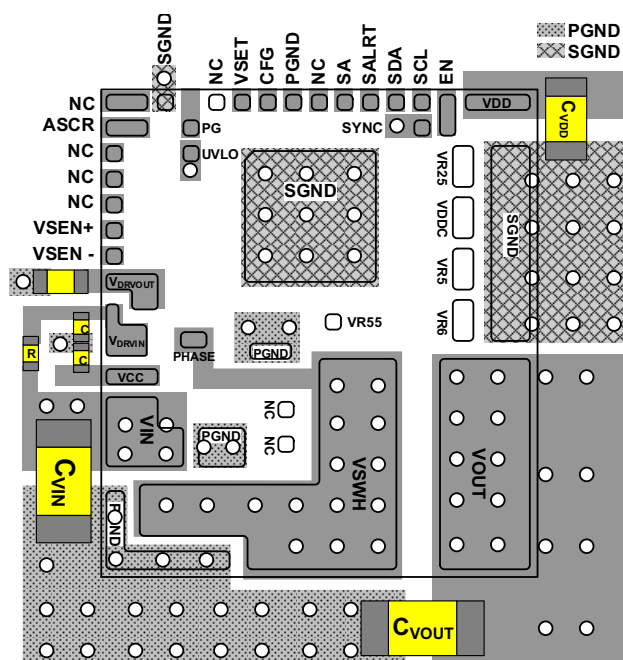 PGND
SGND
SGND
NC
VSET
CFG
PGND
NC
SA
SALRT
SDA
SCL
EN
NC
ASCR
NC
NC
NC
VSEN+
VSEN -
PG
UVLO
SYNC
VDD
CVDD
SGND
VR25
VDDC
VR5
VR6
SGND
VDRVOUT
VDRVIN
C
C
R
VCC
PHASE
PGND
VR55
VIN
PGND
NC
NC
VSWH
VOUT
CVIN
PGND
CVOUT